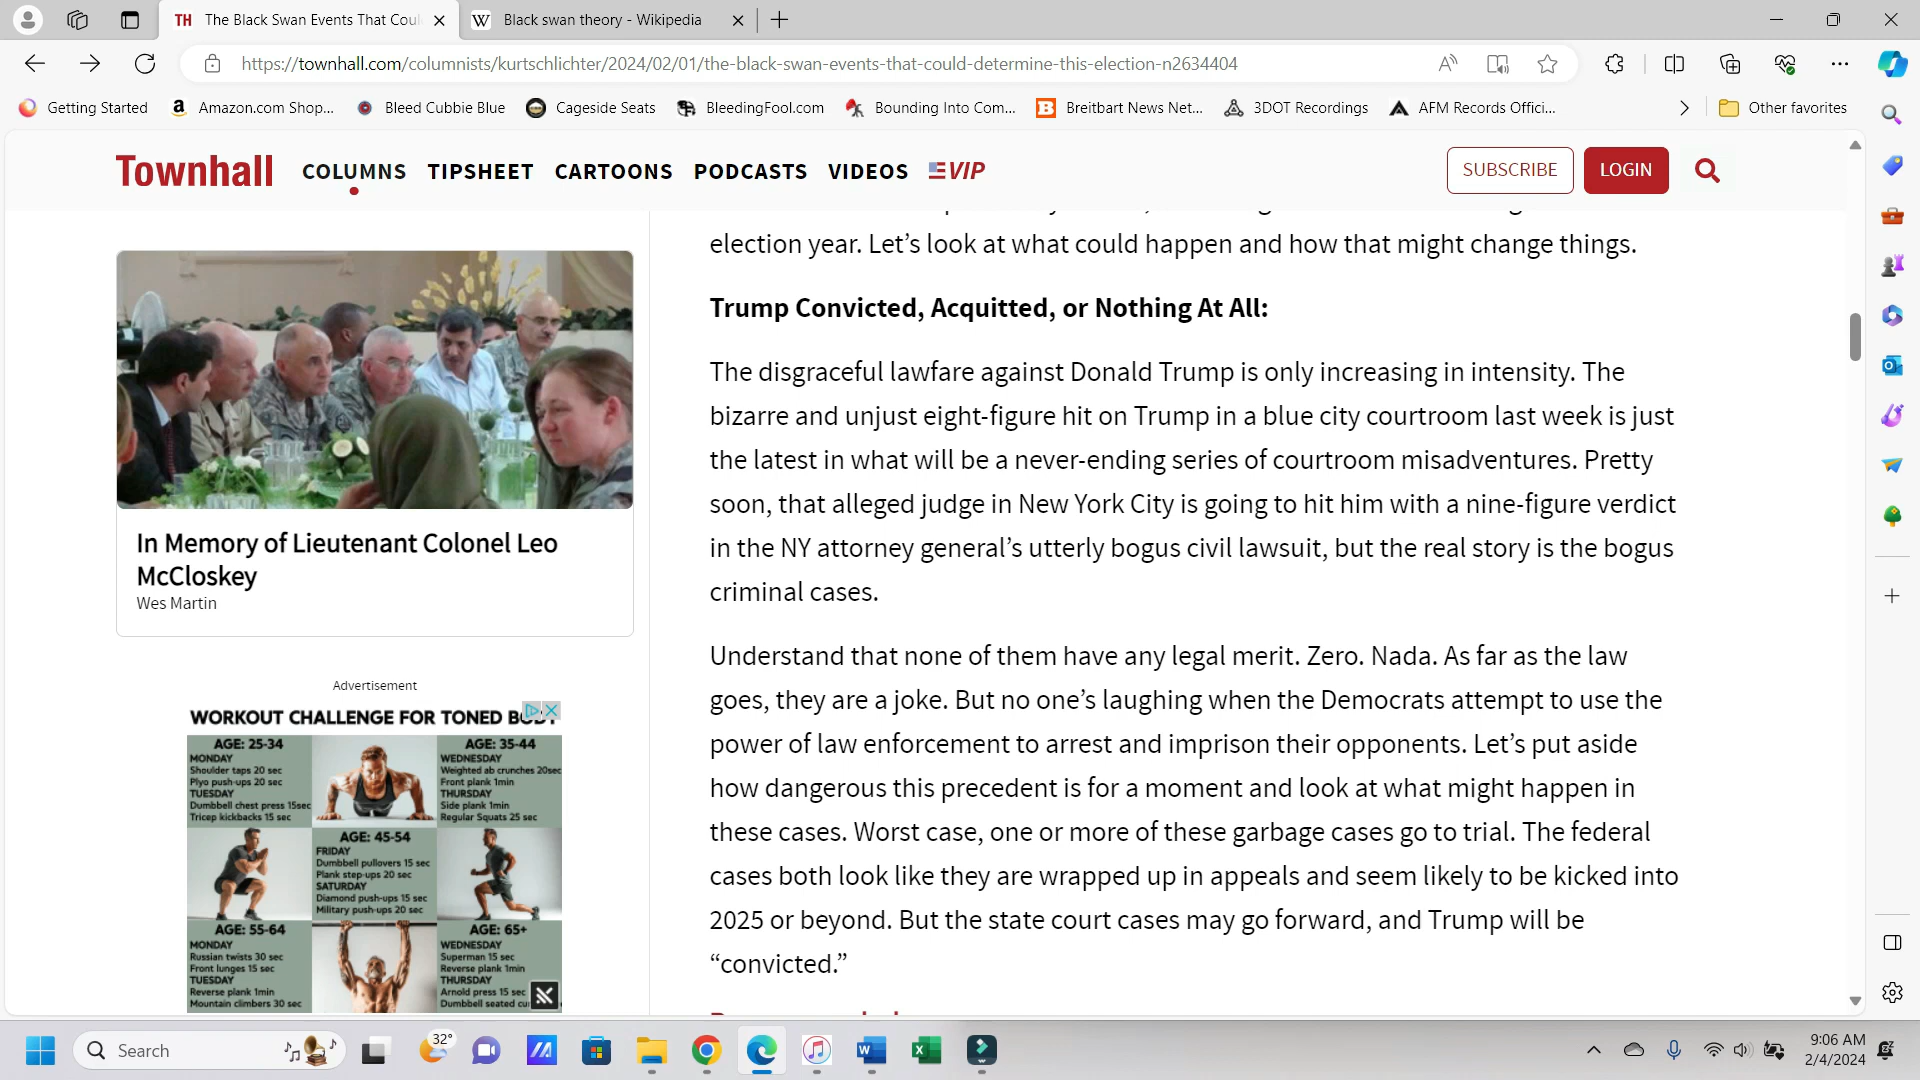 The Black Swan Events That Coul
Black swan theory - Wikipedia
https://townhall.com/columnists/kurtschlichter/2024/02/01/the-black-swan-events-that-could-determine-this-election-n2634404
Getting Started
Amazon.com Shop...
Bleed Cubbie Blue
Cageside Seats
BleedingFool.com
Bounding Into Com...
Breitbart News Net...
3DOT Recordings
AFM Records Offici...
Other favorites
Townhall
COLUMNS
TIPSHEET
CARTOONS
PODCASTS
VIDEOS
VIP
SUBSCRIBE
LOGIN
election year. Let’s look at what could happen and how that might change things.
Trump Convicted, Acquitted, or Nothing At All:
The disgraceful lawfare against Donald Trump is only increasing in intensity. The
bizarre and unjust eight-figure hit on Trump in a blue city courtroom last week is just
the latest in what will be a never-ending series of courtroom misadventures. Pretty
soon, that alleged judge in New York City is going to hit him with a nine-figure verdict
in the NY attorney general’s utterly bogus civil lawsuit, but the real story is the bogus
criminal cases.
Understand that none of them have any legal merit. Zero. Nada. As far as the law
goes, they are a joke. But no one’s laughing when the Democrats attempt to use the
power of law enforcement to arrest and imprison their opponents. Let’s put aside
how dangerous this precedent is for a moment and look at what might happen in
these cases. Worst case, one or more of these garbage cases go to trial. The federal
cases both look like they are wrapped up in appeals and seem likely to be kicked into
2025 or beyond. But the state court cases may go forward, and Trump will be
“convicted.”
In Memory of Lieutenant Colonel Leo
McCloskey
Wes Martin
Advertisement
WORKOUT CHALLENGE FOR TONED BODY
AGE: 25-34
MONDAY
Shoulder taps 20 sec
Plyo push-ups 20 sec
TUESDAY
Dumbbell chest press 15sec
Tricep kickbacks 15 sec
AGE: 35-44
WEDNESDAY
Weighted ab crunches 20sec
Front plank 1min
THURSDAY
Side plank 1min
Regular Squats 25 sec
AGE: 45-54
FRIDAY
Dumbbell pullovers 15 sec
Plank step-ups 20 sec
SATURDAY
Diamond push-ups 15 sec
Military push-ups 20 sec
AGE: 55-64
MONDAY
Russian twists 30 sec
Front lunges 15 sec
TUESDAY
Reverse plank 1min
Mountain climbers 30 sec
AGE: 65+
WEDNESDAY
Superman 15 sec
Reverse plank 1min
THURSDAY
Arnold press 15 sec
Dumbbell seated
Search
32°
9:06 AM
2/4/2024